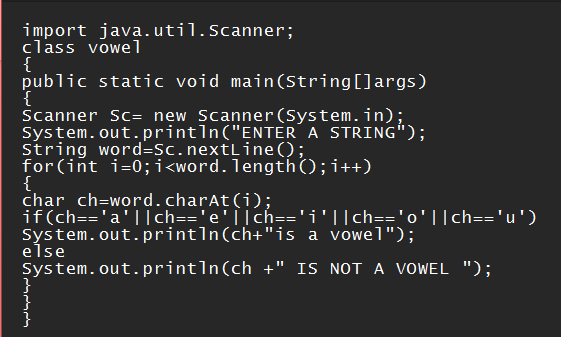 import java.util.Scanner;
class vowel
{
public static void main(String[]args)
{
Scanner Sc= new Scanner(System.in);
System.out.println("ENTER A STRING");
String word=Sc.nextLine();
for(int i=0;i<word.length();i++)
{
char ch=word.charAt(i);
if(ch=='a'||ch=='e'||ch=='i'||ch=='o'||ch=='u')
System.out.println(ch+"is a vowel");
else
System.out.println(ch +" IS NOT A VOWEL ");
}
}
}